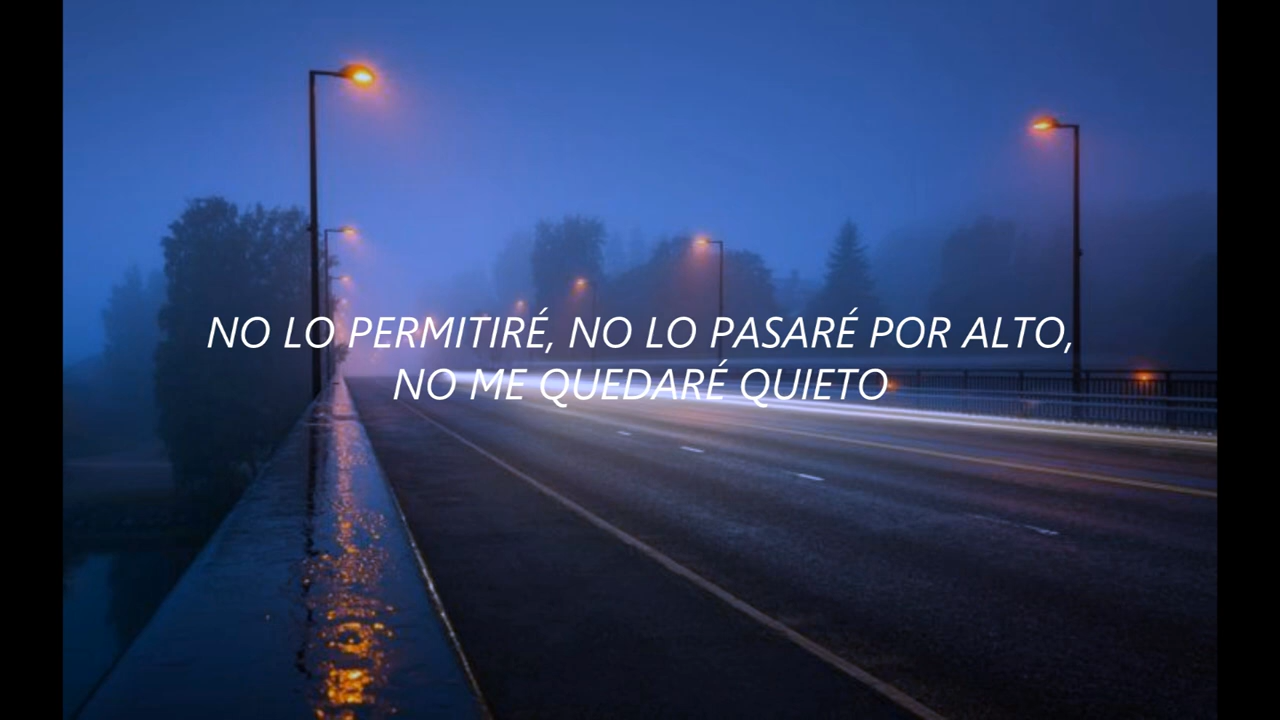 NO LO PERMITIRÉ, NO LO PASARÉ POR ALTO,
NO ME QUEDARÉ QUIETO